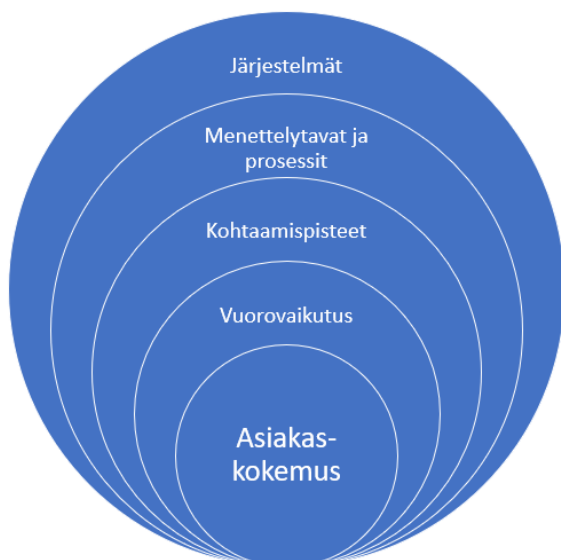 Järjestelmät
Menettelytavat ja
prosessit
Kohtaamispisteet
Vuorovaikutus
Asiakas-
kokemus